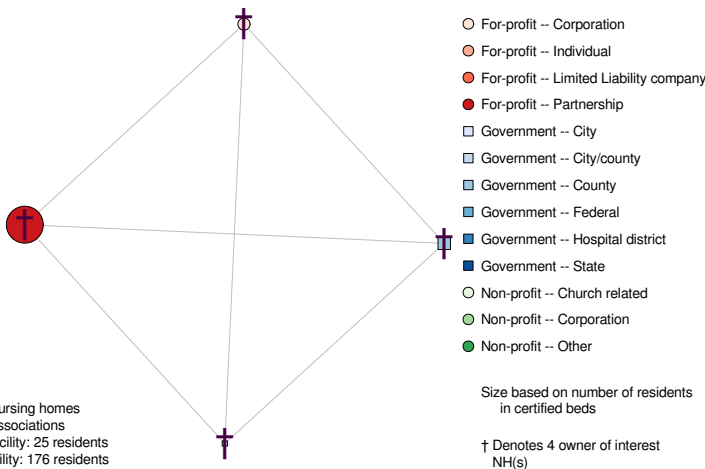 For-profit -- Corporation
For-profit -- Individual
For-profit -- Limited Liability company
For-profit -- Partnership
Government -- City
Government -- City/county
Government -- County
Government -- Federal
Government -- Hospital district
Government -- State
Non-profit -- Church related
Non-profit -- Corporation
Non-profit -- Other
Size based on number of residents
in certified beds
† Denotes 4 owner of interest
NH(s)
ursing homes
ssociations
cility: 25 residents
ility: 176 residents